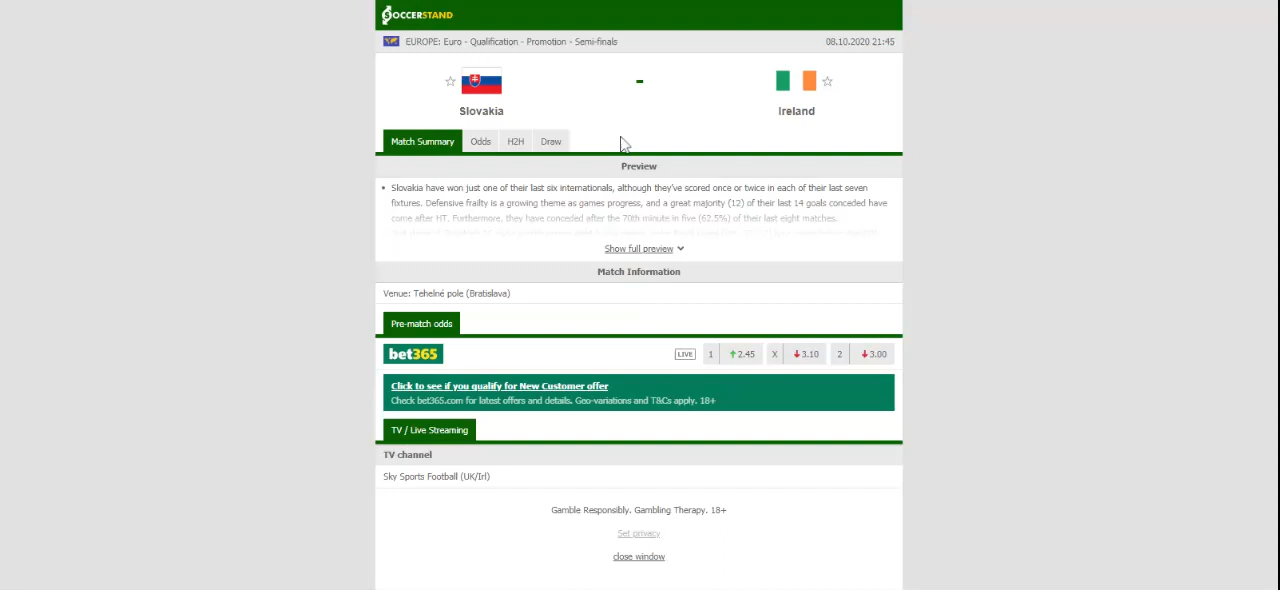 SOCCERSTAND
EUROPE: Euro - Qualification - Promotion - Semi-finals 08.10.2020 21:45
-
Slovakia Ireland
Match Summary Odds H2H Draw
Preview
• Slovakia have won just one of their last six internationals, although they've scored once or twice in each of their last seven
fixtures. Defensive frailty is a growing theme as games progress, and a great majority (12) of their last 14 goals conceded have
come after HT. Furthermore, they have conceded after the 70th minute in five (62.5%) of their last eight matches.
Show full preview
Match Information
Venue: Tehelné pole (Bratislava)
Pre-match odds
bet365 LIVE 1 2.45 X 3.10 2 3.00
Click to see if you qualify for New Customer offer
Check bet365.com for latest offers and details. Geo-variations and T&Cs apply. 18+
TV / Live Streaming
TV channel
Sky Sports Football (UK/Irl)
Gamble Responsibly. Gambling Therapy. 18+
Set privacy
close window